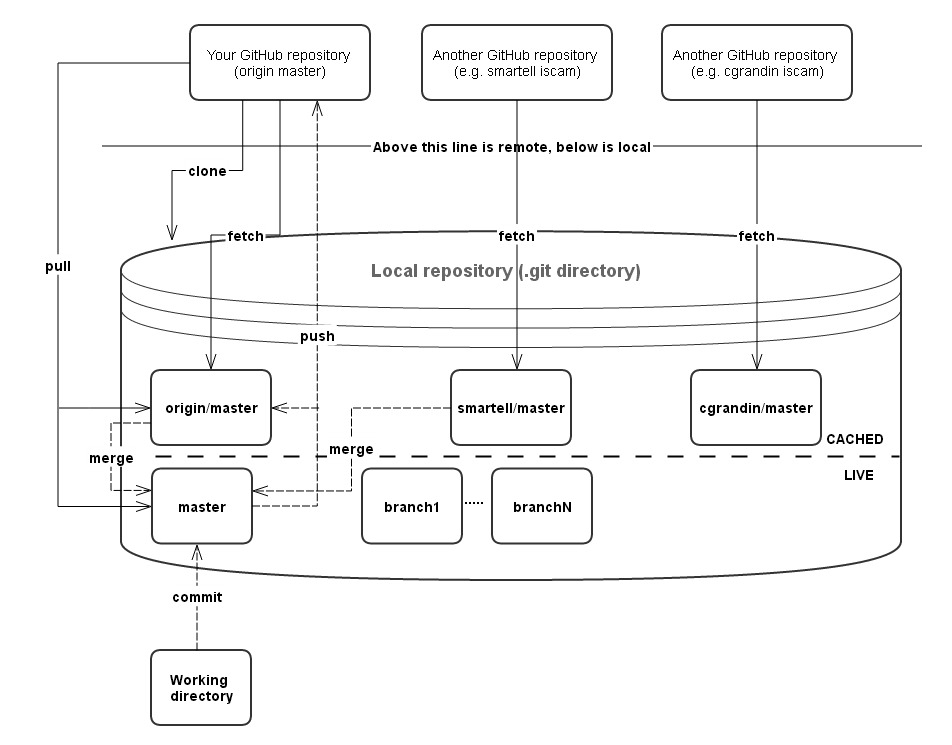 Your GitHub repository
(origin master)
Another GitHub repository
(e.g. smartell iscam)
Another GitHub repository
(e.g. cgrandin iscam)
Above this line is remote, below is local
clone
fetch
fetch
fetch
pull
Local repository (.git directory)
push
origin/master
smartell/master
cgrandin/master
CACHED
merge
merge
LIVE
master
branch1
.....
branchN
commit
Working
directory